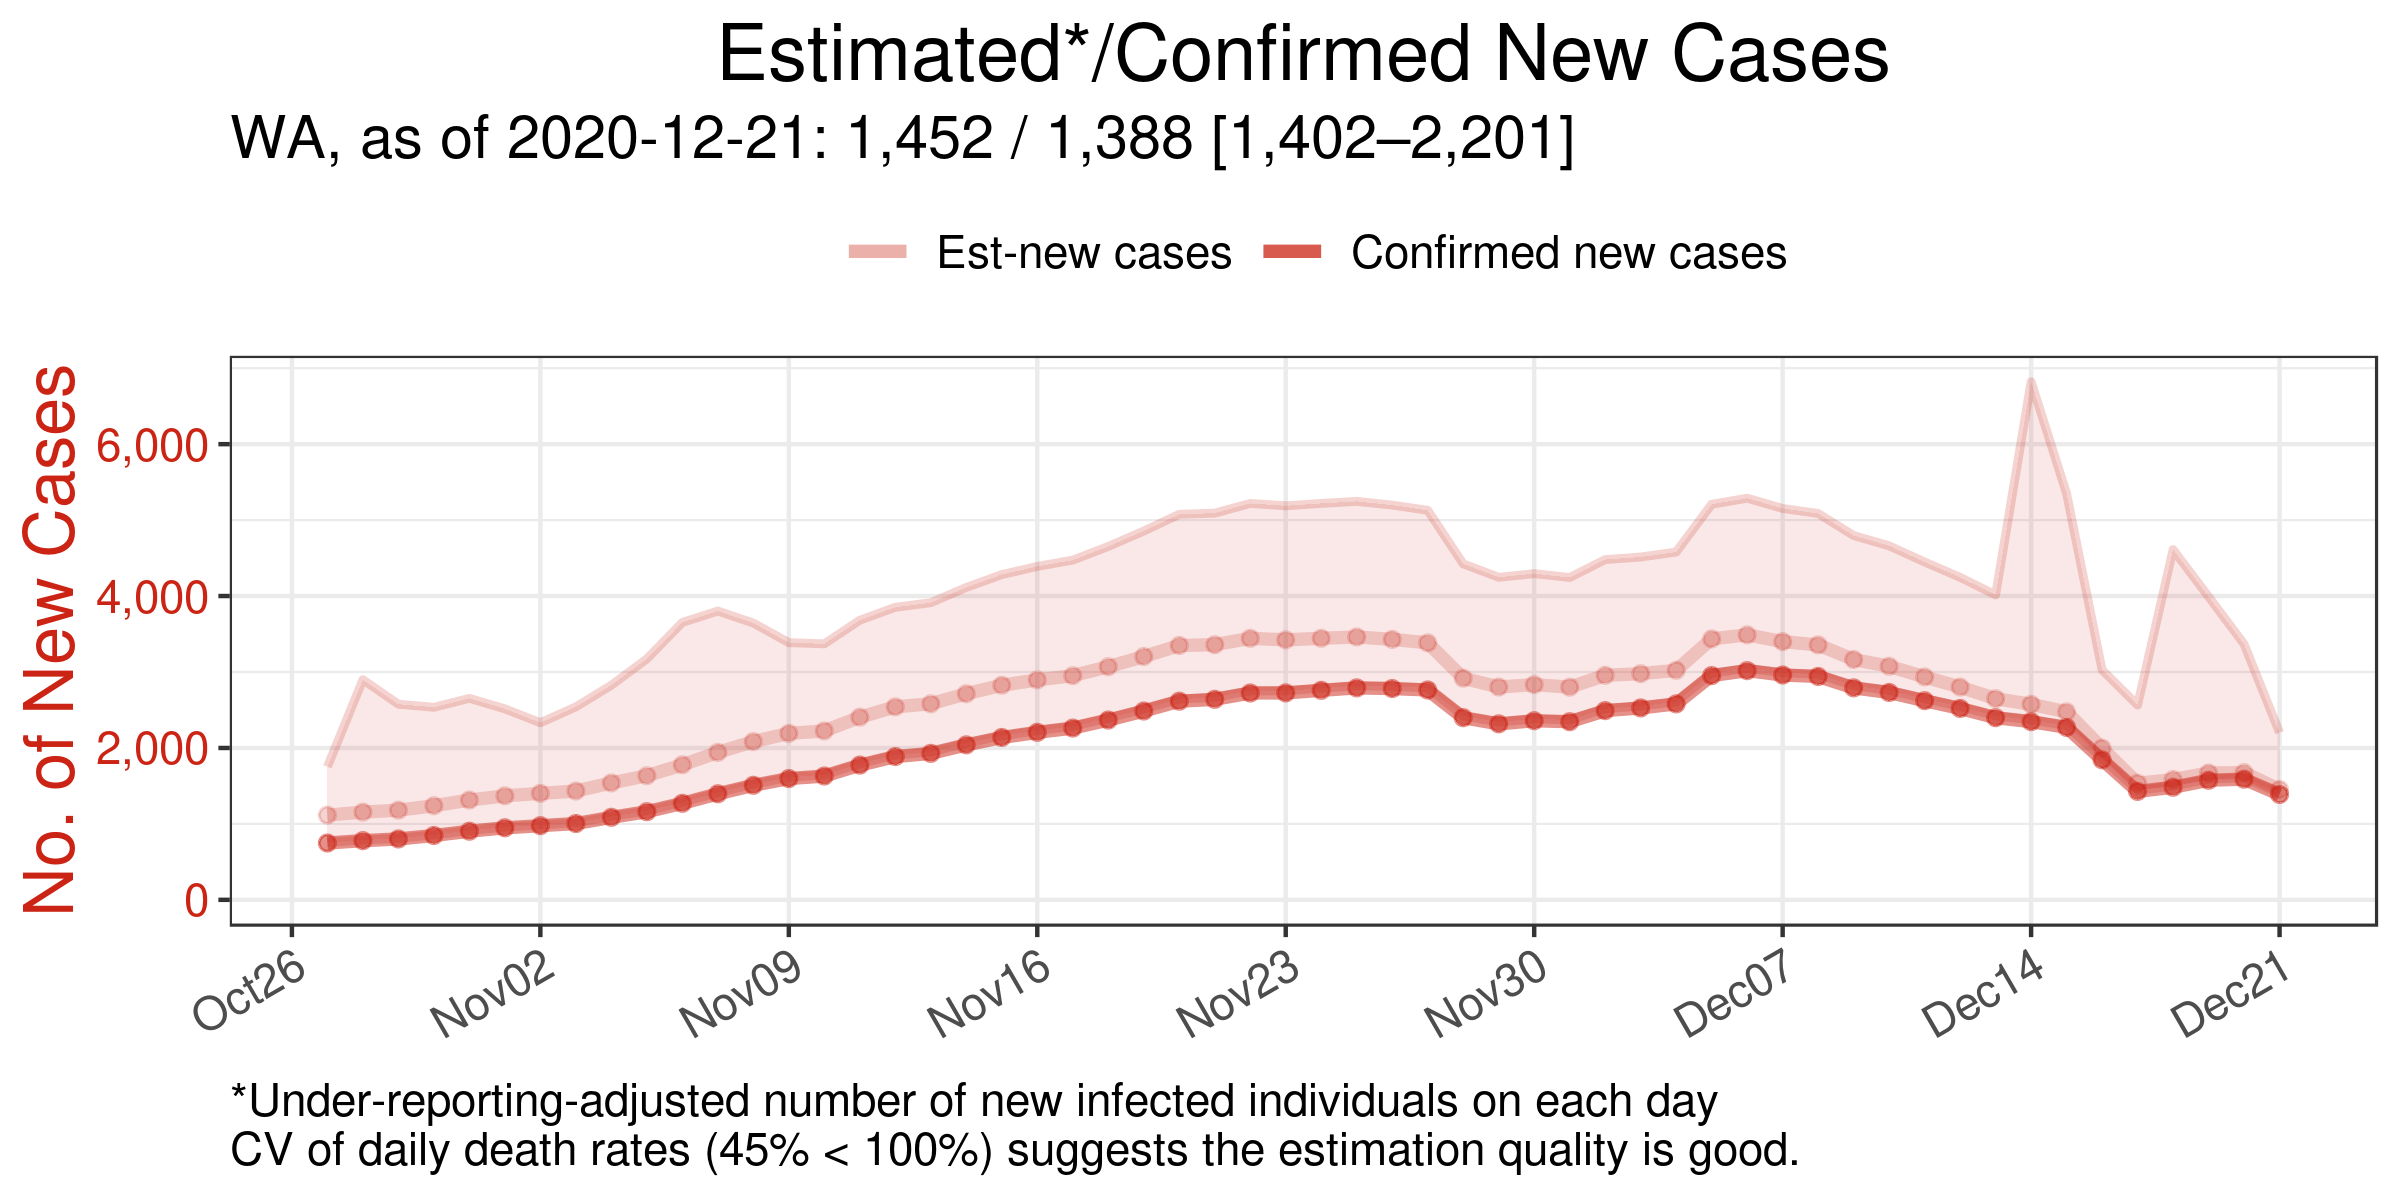 Estimated*/Confirmed New Cases
WA, as of 2020-12-21: 1,452 / 1,388 [1,402–2,201]
Est-new cases
Confirmed new cases
No. of New Cases
6,000
4,000
2,000
0
Oct26
Nov02
Nov09
Nov16
Nov23
Nov30
Dec07
Dec14
Dec21
*Under-reporting-adjusted number of new infected individuals on each day
CV of daily death rates (45% < 100%) suggests the estimation quality is good.